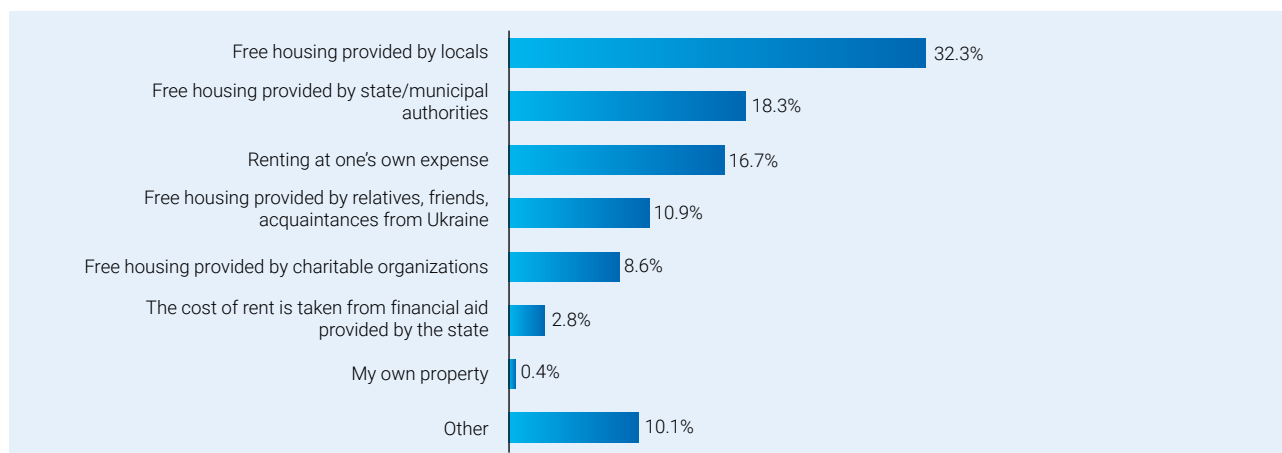 Free housing provided by locals
32.3%
Free housing provided by state/municipal
authorities
18.3%
Renting at one’s own expense
16.7%
Free housing provided by relatives, friends,
acquaintances from Ukraine
10.9%
Free housing provided by charitable organizations
8.6%
The cost of rent is taken from financial aid
provided by the state
2.8%
My own property
0.4%
Other
10.1%